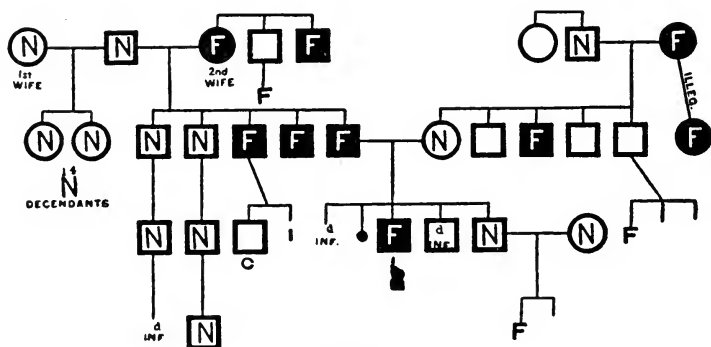 N N F F N F
1st WIFE
2nd WIFE
F
ILLEG.
N N N N F F F N F F
14
N
DECENDANTS
N N d INF. F d INF N N F
C
d INF N F